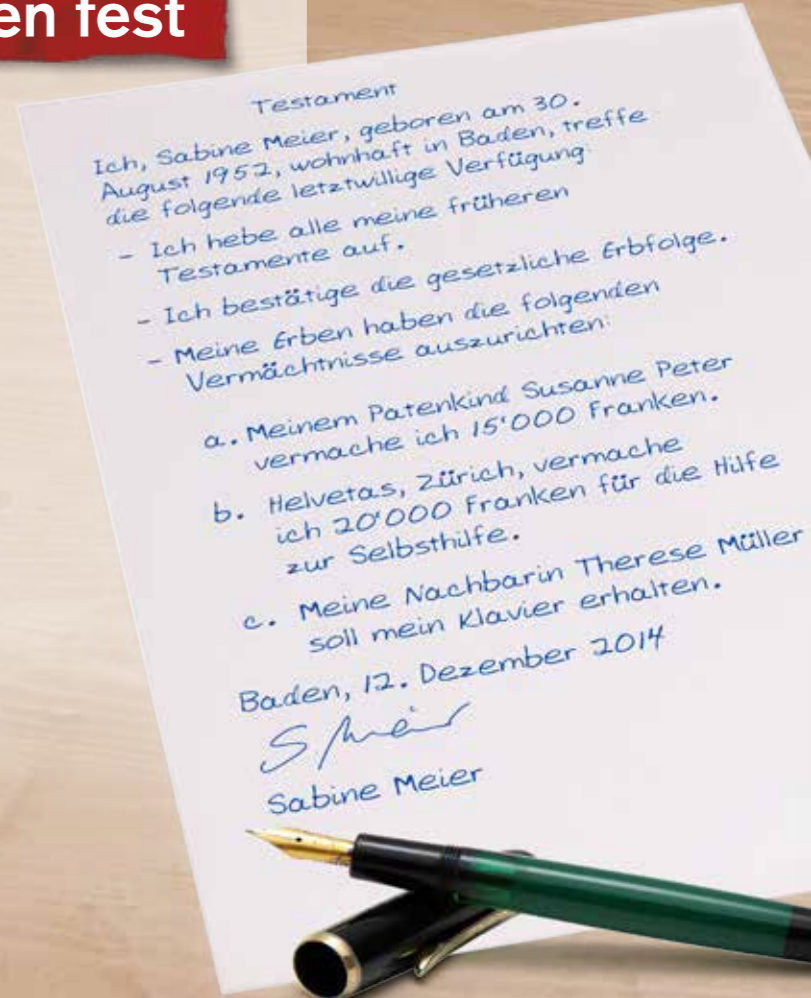 en fest
Testament
Ich, Sabine Meier, geboren am 30.
August 1952, wohnhaft in Baden, treffe
die folgende letztwillige Verfügung:
- Ich hebe alle meine früheren
Testamente auf.
- Ich bestätige die gesetzliche Erbfolge.
- Meine Erben haben die folgenden
Vermächtnisse auszurichten:
a. Meinem Patenkind Susanne Peter
vermache ich 15'000 Franken.
b. Helvetas, Zürich, vermache
ich 20'000 Franken für die Hilfe
zur Selbsthilfe.
c. Meine Nachbarin Therese Müller
soll mein Klavier erhalten.
Baden, 12. Dezember 2014
S. Meier
Sabine Meier